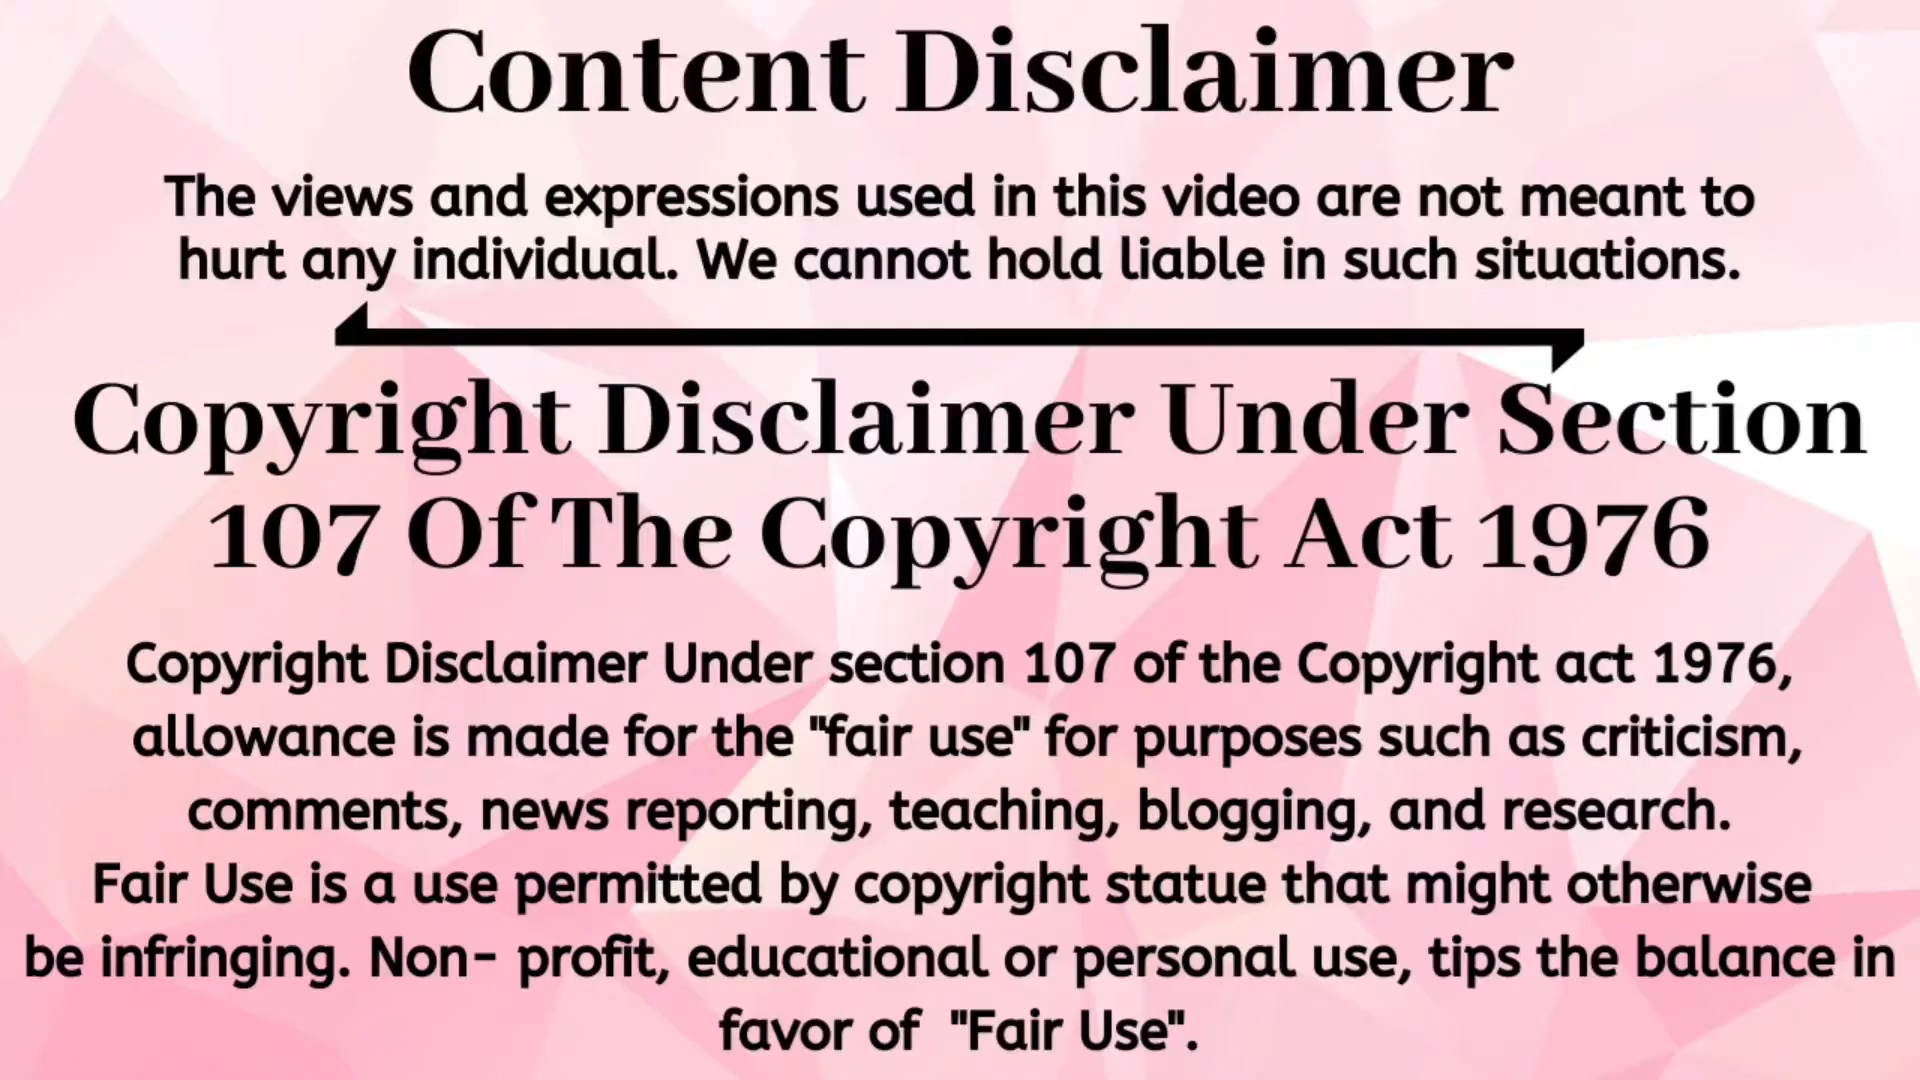 Content Disclaimer
The views and expressions used in this video are not meant to
hurt any individual. We cannot hold liable in such situations.
Copyright Disclaimer Under Section
107 Of The Copyright Act 1976
Copyright Disclaimer Under section 107 of the Copyright act 1976,
allowance is made for the "fair use" for purposes such as criticism,
comments, news reporting, teaching, blogging, and research.
Fair Use is a use permitted by copyright statue that might otherwise
be infringing. Non- profit, educational or personal use, tips the balance in
favor of "Fair Use".